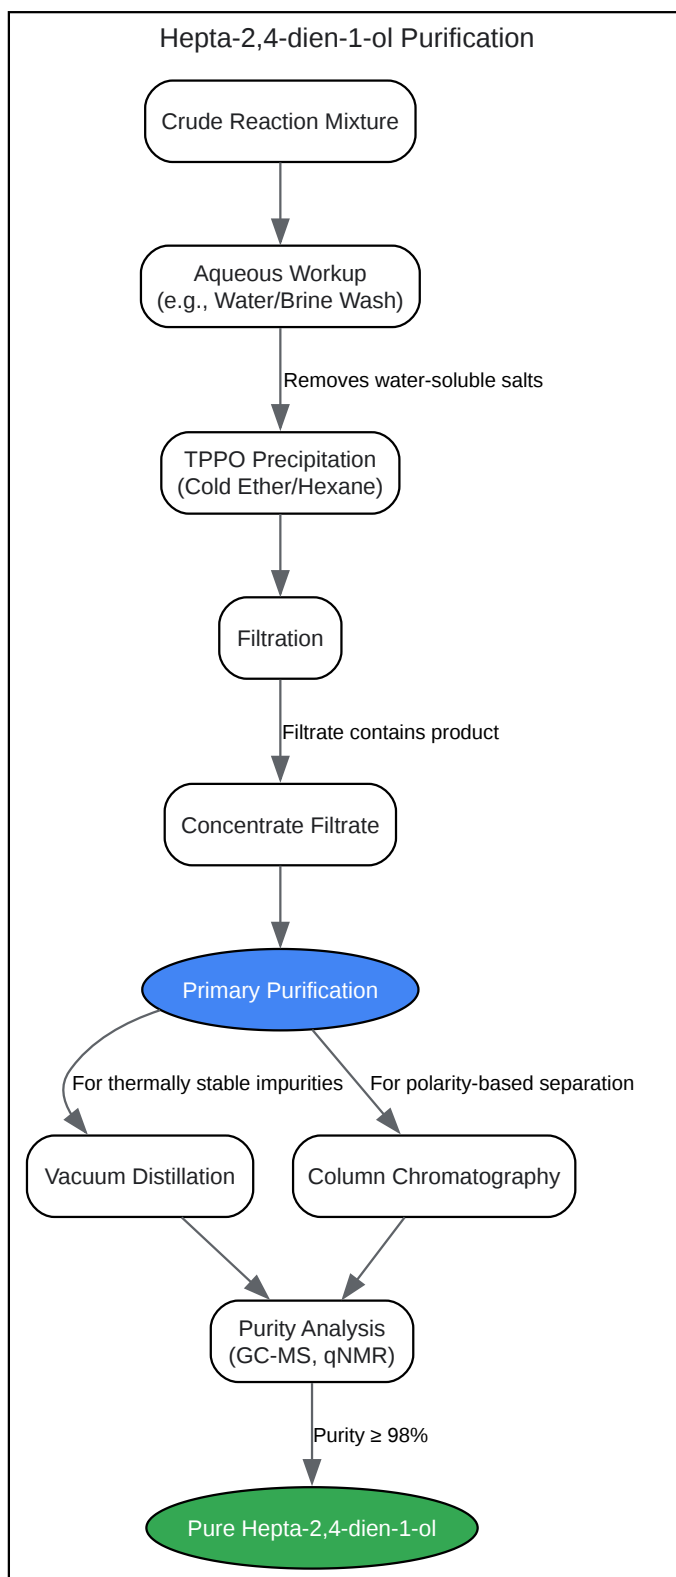 Hepta-2,4-dien-1-ol Purification
Crude Reaction Mixture
Aqueous Workup
(e.g., Water/Brine Wash)
Removes water-soluble salts
TPPO Precipitation
(Cold Ether/Hexane)
Filtration
Filtrate contains product
Concentrate Filtrate
Primary Purification
For thermally stable impurities
For polarity-based separation
Vacuum Distillation
Column Chromatography
Purity Analysis
(GC-MS, qNMR)
Purity ≥ 98%
Pure Hepta-2,4-dien-1-ol